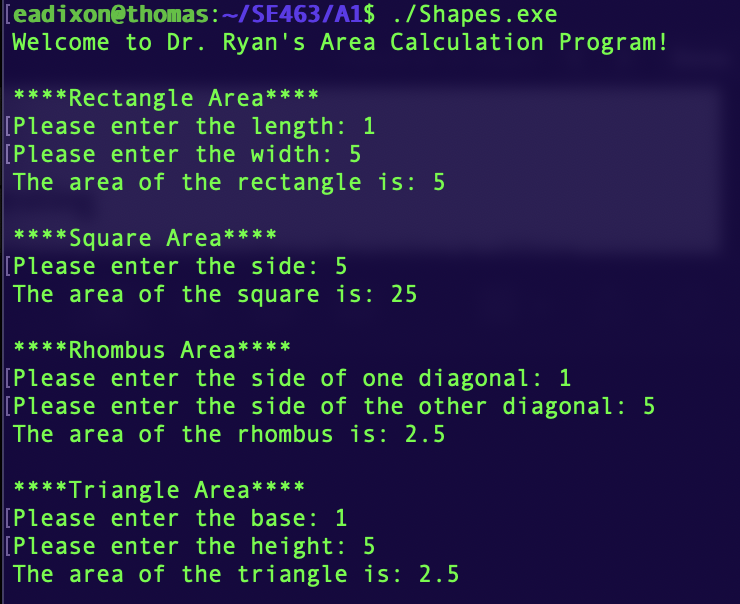 [eadixon@thomas:~/SE463/A1$ ./Shapes.exe
Welcome to Dr. Ryan's Area Calculation Program!
****Rectangle Area****
[Please enter the length: 1
[Please enter the width: 5
The area of the rectangle is: 5
****Square Area****
[Please enter the side: 5
The area of the square is: 25
****Rhombus Area****
[Please enter the side of one diagonal: 1
[Please enter the side of the other diagonal: 5
The area of the rhombus is: 2.5
****Triangle Area****
[Please enter the base: 1
[Please enter the height: 5
The area of the triangle is: 2.5